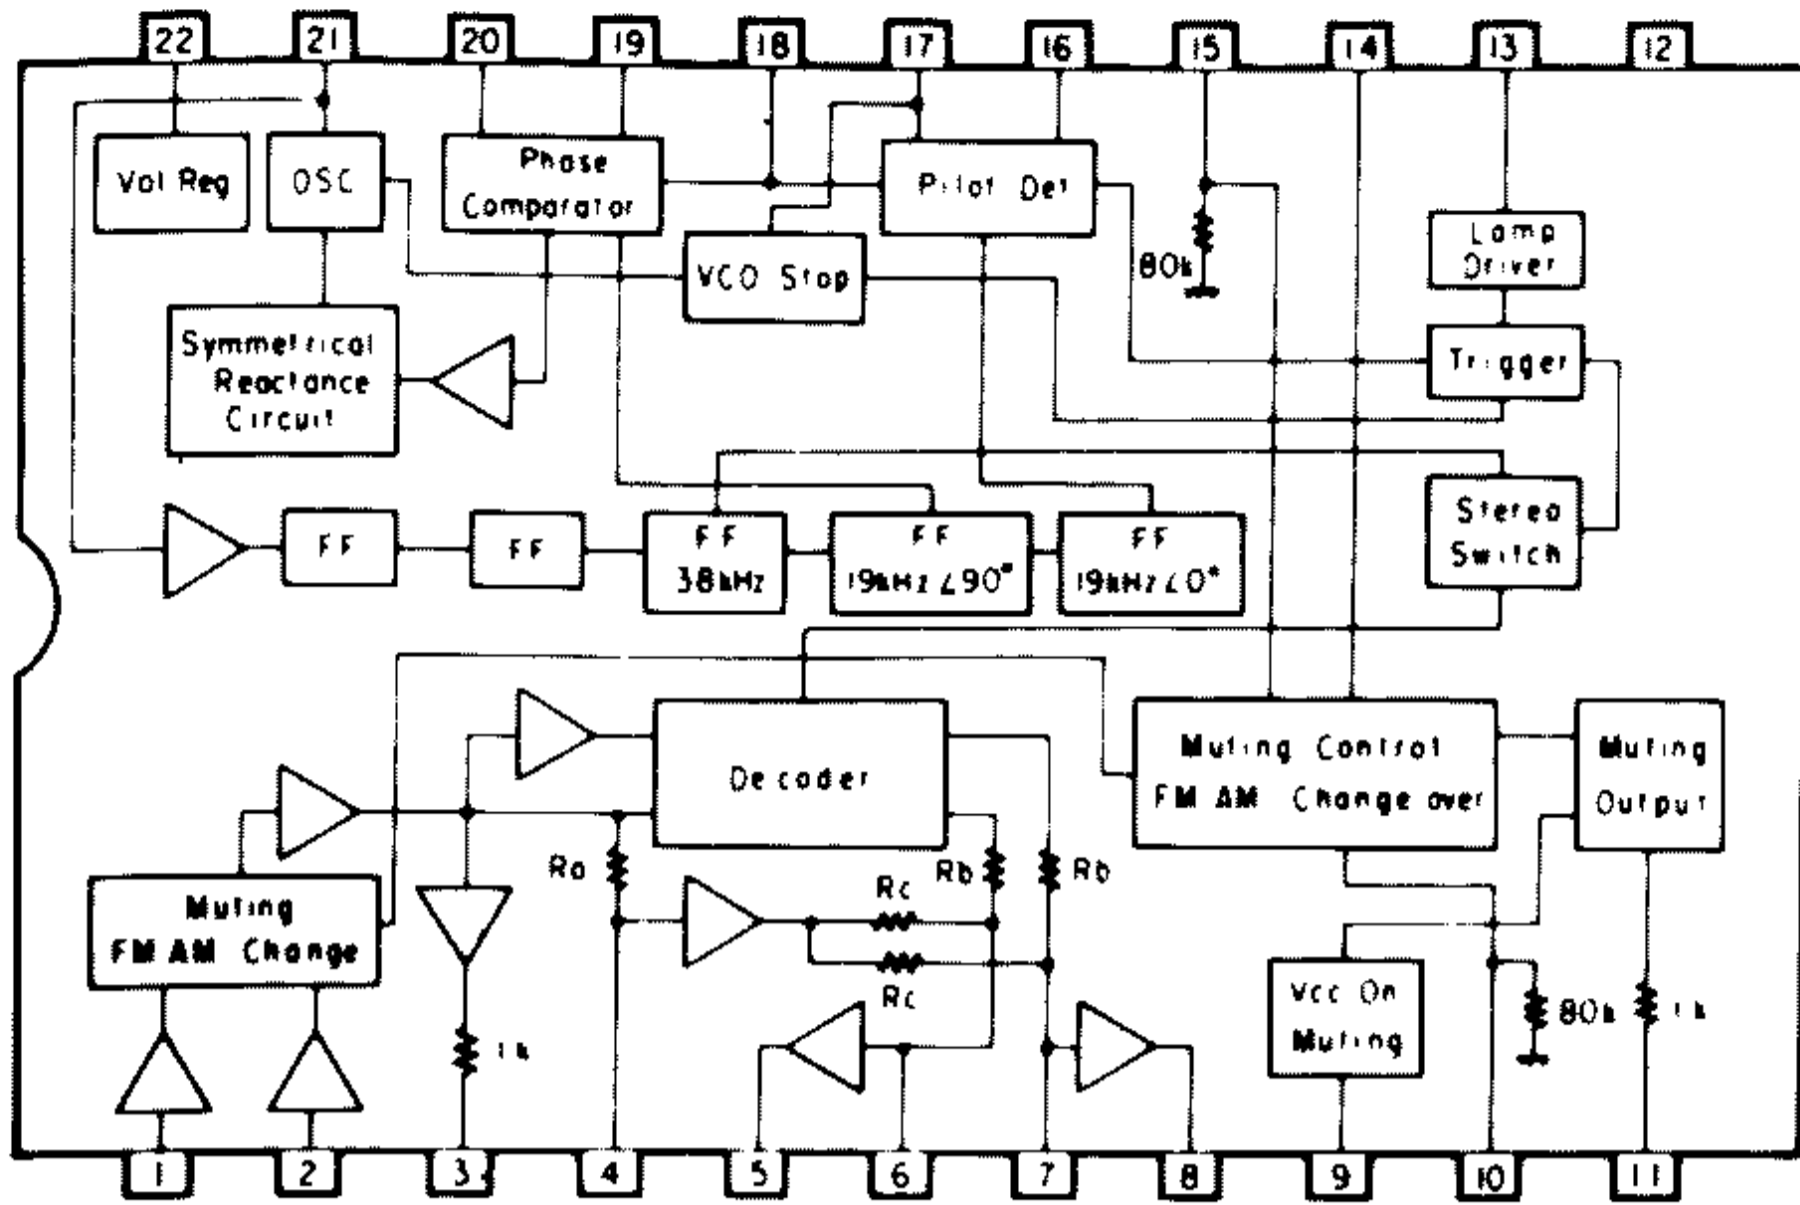 22 21 20 19 18 17 16 15 14 13 12
Vol Reg
OSC
Phase
Comparator
Pilot Det
VCO Stop
80k
Lamp
Driver
Trigger
Symmetrical
Reactance
Circuit
Stereo
Switch
FF
FF
FF
38kHz
FF
19kHz ∠90°
FF
19kHz ∠0°
Decoder
Muting Control
FM AM Change over
Muting
Output
Muting
FM AM Change
Ra
Rb
Rb
Rc
Rc
Vcc On
Muting
1k
80k
1k
1 2 3 4 5 6 7 8 9 10 11